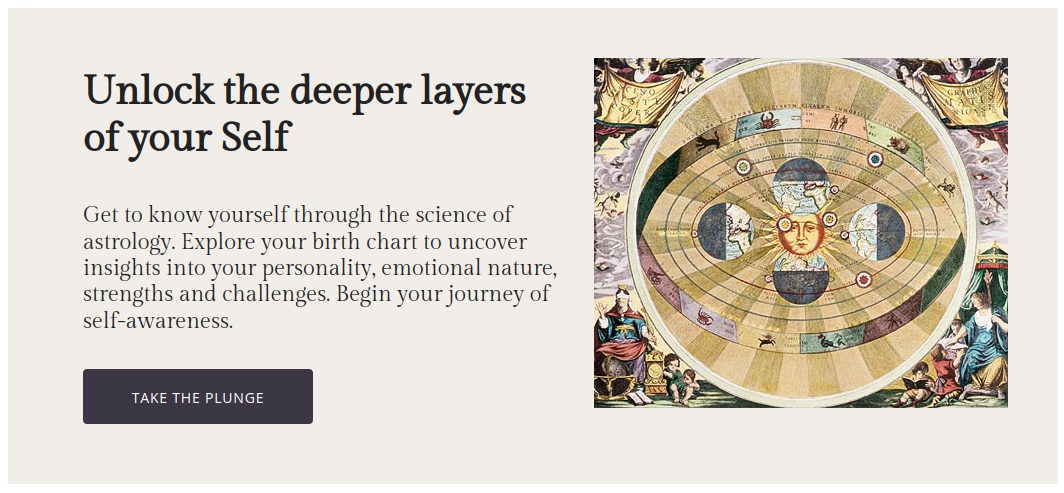 Unlock the deeper layers
of your Self
Get to know yourself through the science of
astrology. Explore your birth chart to uncover
insights into your personality, emotional nature,
strengths and challenges. Begin your journey of
self-awareness.
TAKE THE PLUNGE